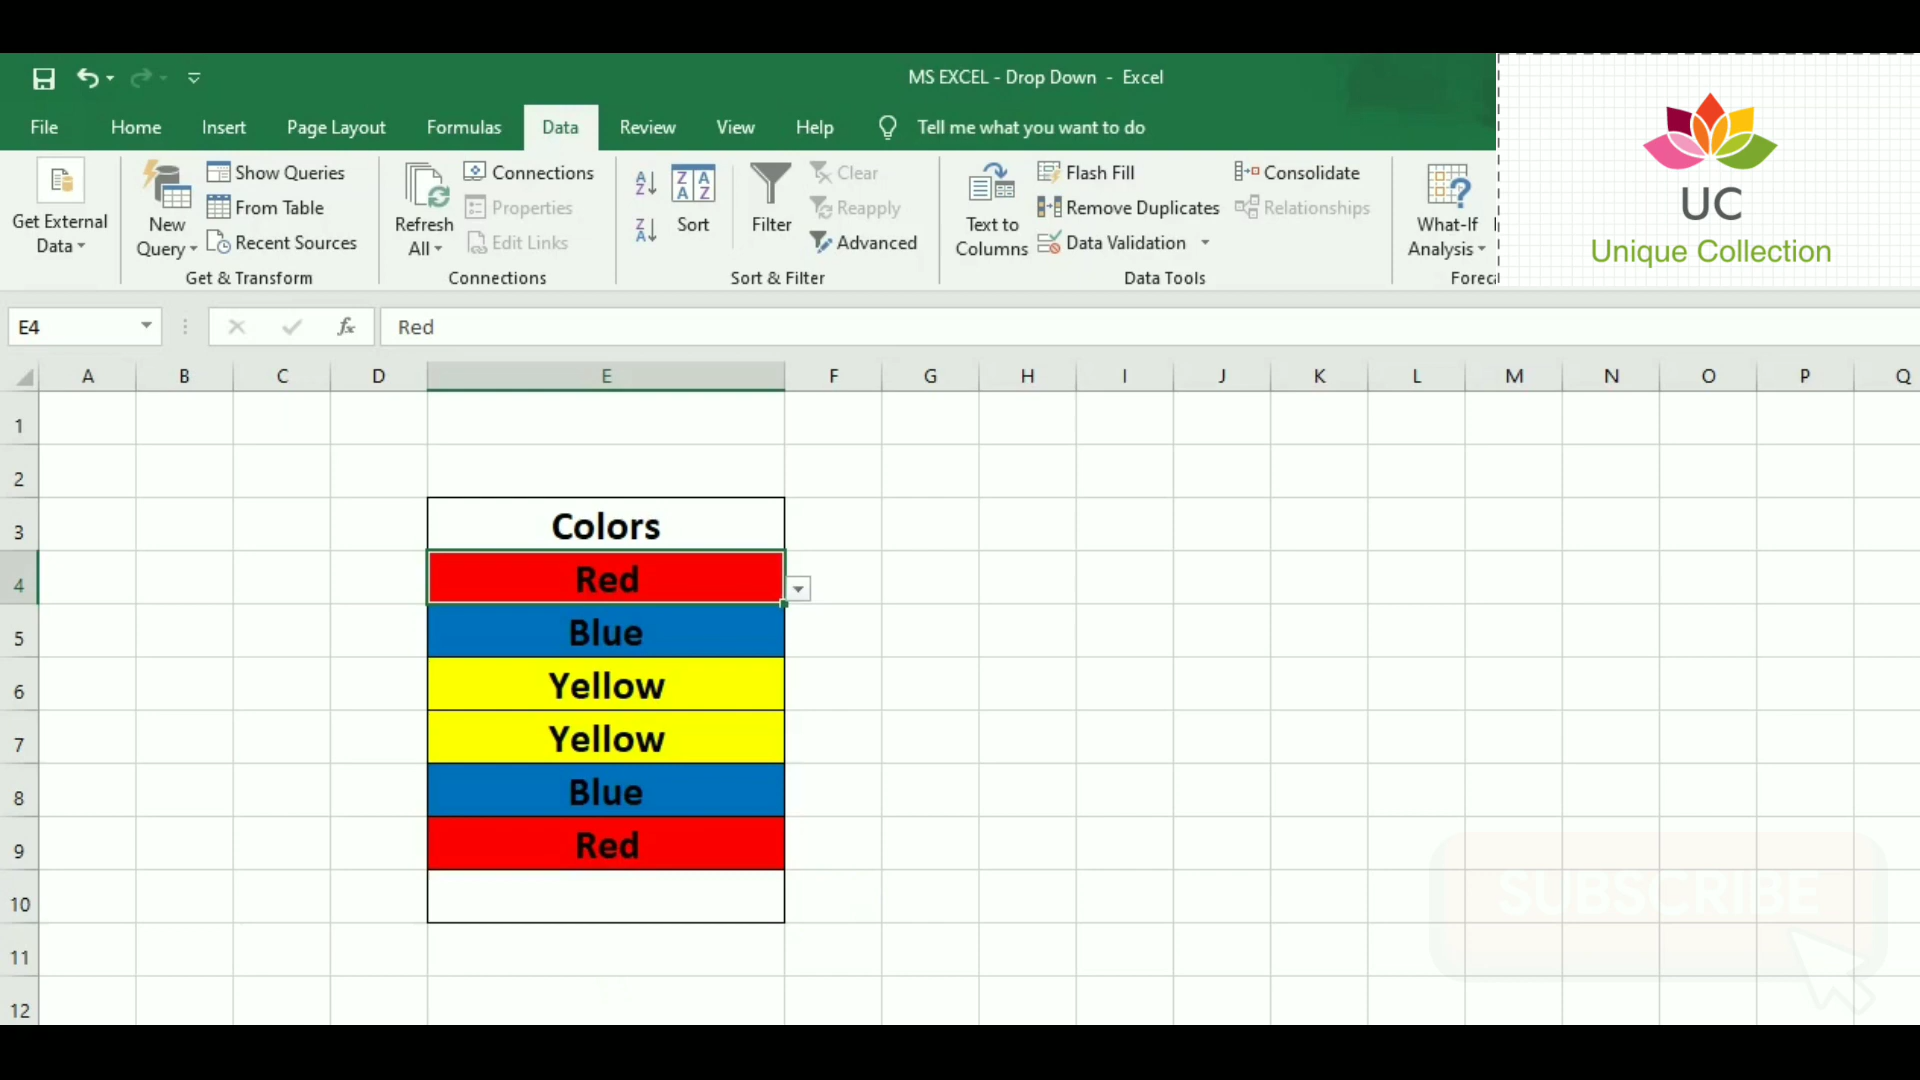 MS EXCEL - Drop Down - Excel
File Home Insert Page Layout Formulas Data Review View Help Tell me what you want to do
UC
Unique Collection
Get External Data
New Query
Show Queries
From Table
Recent Sources
Get & Transform
Refresh All
Connections
Properties
Edit Links
Connections
A Z
Z A
Z A A Z
Sort
Filter
Clear
Reapply
Advanced
Sort & Filter
Text to Columns
Flash Fill
Remove Duplicates
Data Validation
Consolidate
Relationships
Data Tools
What-If Analysis
Forec
E4 fx Red
A B C D E F G H I J K L M N O P Q
1
2
3 Colors
4 Red
5 Blue
6 Yellow
7 Yellow
8 Blue
9 Red
10
11
12
SUBSCRIBE